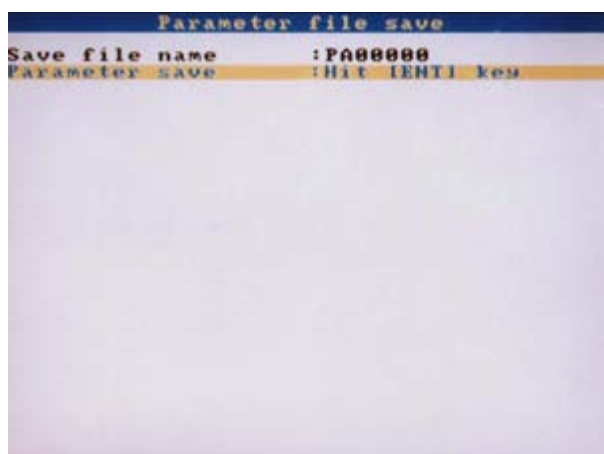 Parameter file save
Save file name :PA00000
Parameter save :Hit [ENT] key